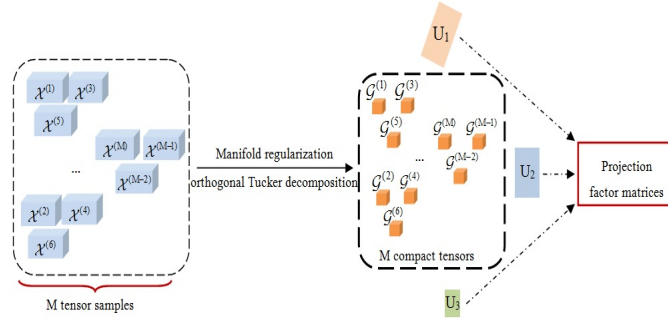 𝒳⁽¹⁾ 𝒳⁽³⁾
𝒳⁽⁵⁾
𝒳⁽ᴹ⁾ 𝒳⁽ᴹ⁻¹⁾
...
𝒳⁽ᴹ⁻²⁾
𝒳⁽²⁾ 𝒳⁽⁴⁾
𝒳⁽⁶⁾
M tensor samples
Manifold regularization
orthogonal Tucker decomposition
𝒢⁽¹⁾ 𝒢⁽³⁾
𝒢⁽⁵⁾
𝒢⁽ᴹ⁾ 𝒢⁽ᴹ⁻¹⁾
...
𝒢⁽ᴹ⁻²⁾
𝒢⁽²⁾ 𝒢⁽⁴⁾
𝒢⁽⁶⁾
M compact tensors
U₁
U₂
U₃
Projection
factor matrices